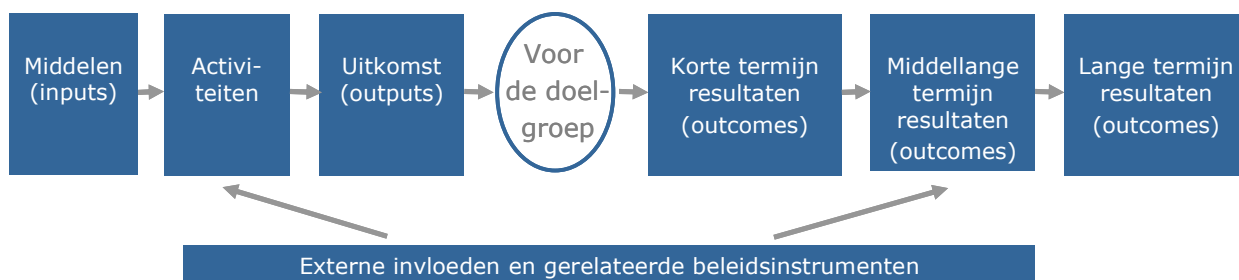 Middelen
(inputs)
Activi-
teiten
Uitkomst
(outputs)
Voor
de doel-
groep
Korte termijn
resultaten
(outcomes)
Middellange
termijn
resultaten
(outcomes)
Lange termijn
resultaten
(outcomes)
Externe invloeden en gerelateerde beleidsinstrumenten